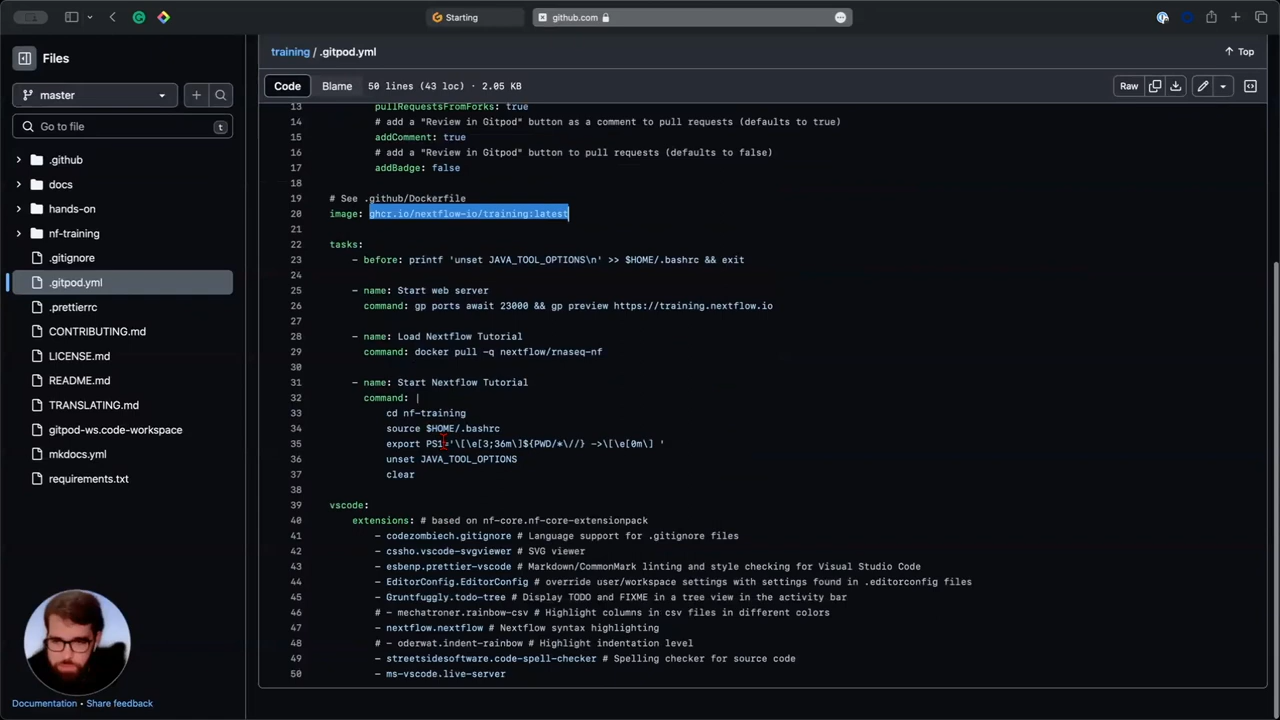 Starting
github.com
Files
master
Go to file
t
.github
docs
hands-on
nf-training
.gitignore
.gitpod.yml
.prettierrc
CONTRIBUTING.md
LICENSE.md
README.md
TRANSLATING.md
gitpod-ws.code-workspace
mkdocs.yml
requirements.txt
Documentation • Share feedback
training / .gitpod.yml
Top
Code Blame 50 lines (43 loc) · 2.05 KB
Raw
13 pullRequestsFromForks: true
14 # add a "Review in Gitpod" button as a comment to pull requests (defaults to true)
15 addComment: true
16 # add a "Review in Gitpod" button to pull requests (defaults to false)
17 addBadge: false
18
19 # See .github/Dockerfile
20 image: ghcr.io/nextflow-io/training:latest
21
22 tasks:
23 - before: printf 'unset JAVA_TOOL_OPTIONS\n' >> $HOME/.bashrc && exit
24
25 - name: Start web server
26 command: gp ports await 23000 && gp preview https://training.nextflow.io
27
28 - name: Load Nextflow Tutorial
29 command: docker pull -q nextflow/rnaseq-nf
30
31 - name: Start Nextflow Tutorial
32 command: |
33 cd nf-training
34 source $HOME/.bashrc
35 export PS1='\[\e[3;36m\]${PWD/*\//} ->\[\e[0m\] '
36 unset JAVA_TOOL_OPTIONS
37 clear
38
39 vscode:
40 extensions: # based on nf-core.nf-core-extensionpack
41 - codezombiech.gitignore # Language support for .gitignore files
42 - cssho.vscode-svgviewer # SVG viewer
43 - esbenp.prettier-vscode # Markdown/CommonMark linting and style checking for Visual Studio Code
44 - EditorConfig.EditorConfig # override user/workspace settings with settings found in .editorconfig files
45 - Gruntfuggly.todo-tree # Display TODO and FIXME in a tree view in the activity bar
46 # - mechatroner.rainbow-csv # Highlight columns in csv files in different colors
47 - nextflow.nextflow # Nextflow syntax highlighting
48 # - oderwat.indent-rainbow # Highlight indentation level
49 - streetsidesoftware.code-spell-checker # Spelling checker for source code
50 - ms-vscode.live-server